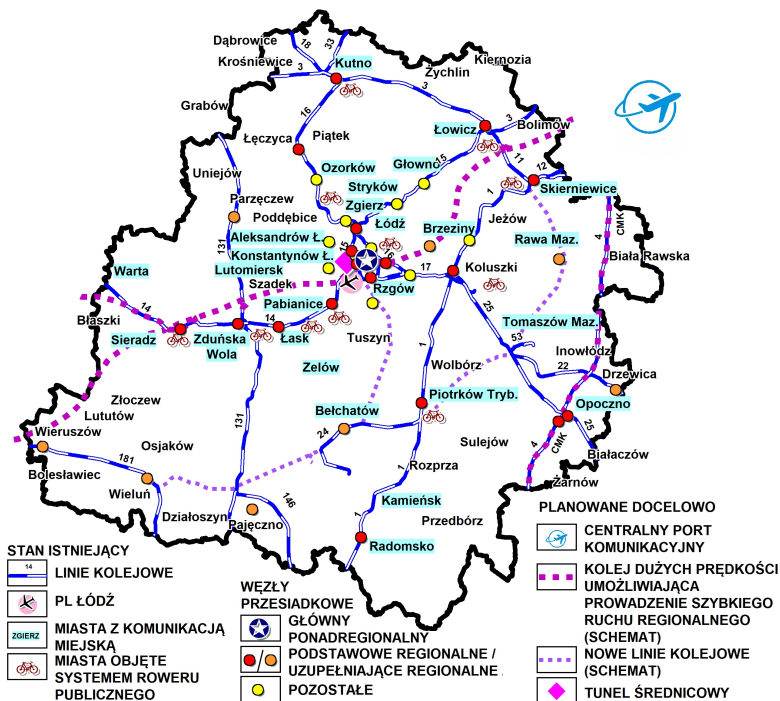 Dąbrowice
Krośniewice
18
33
3
Kutno
3
Żychlin
Kiernozia
Grabów
16
Łęczyca
Piątek
Łowicz
3
Bolimów
11
12
Uniejów
Ozorków
Głowno
15
Stryków
Skierniewice
Parzęczew
Zgierz
1
Poddębice
Łódź
Jeżów
4
CMK
Aleksandrów Ł.
Brzeziny
Rawa Maz.
131
15
16
Konstantynów Ł.
Biała Rawska
Lutomiersk
17
Koluszki
Warta
Szadek
Rzgów
Pabianice
25
14
14
Błaszki
Sieradz
Zduńska
Wola
Łask
Tuszyn
Tomaszów Maz.
53
1
Inowłódz
Zelów
Wolbórz
22
Drzewica
Złoczew
Piotrków Tryb.
Opoczno
Lututów
131
Bełchatów
Wieruszów
24
Sulejów
25
Osjaków
4
CMK
Białaczów
181
Bolesławiec
Rozprza
1
Wieluń
146
Kamieńsk
Żarnów
Działoszyn
Pajęczno
1
Przedbórz
Radomsko
STAN ISTNIEJĄCY
14
LINIE KOLEJOWE
PL ŁÓDŹ
ZGIERZ
MIASTA Z KOMUNIKACJĄ
MIEJSKĄ
MIASTA OBJĘTE
SYSTEMEM ROWERU
PUBLICZNEGO
WĘZŁY
PRZESIADKOWE
GŁÓWNY
PONADREGIONALNY
PODSTAWOWE REGIONALNE /
UZUPEŁNIAJĄCE REGIONALNE
POZOSTAŁE
PLANOWANE DOCELOWO
CENTRALNY PORT
KOMUNIKACYJNY
KOLEJ DUŻYCH PRĘDKOŚCI
UMOŻLIWIAJĄCA
PROWADZENIE SZYBKIEGO
RUCHU REGIONALNEGO
(SCHEMAT)
NOWE LINIE KOLEJOWE
(SCHEMAT)
TUNEL ŚREDNICOWY